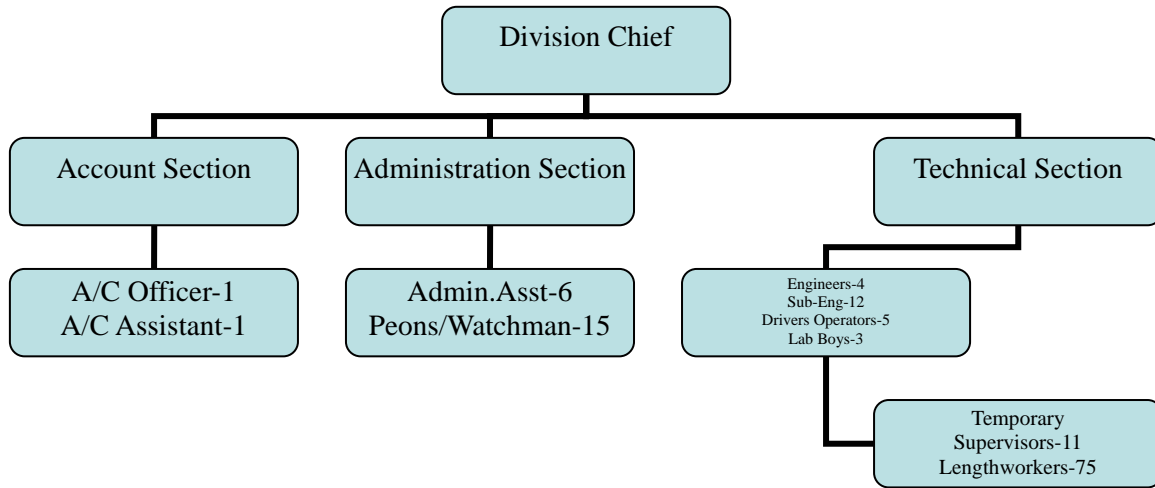 Division Chief
Account Section
Administration Section
Technical Section
A/C Officer-1
A/C Assistant-1
Admin.Asst-6
Peons/Watchman-15
Engineers-4
Sub-Eng-12
Drivers Operators-5
Lab Boys-3
Temporary
Supervisors-11
Lengthworkers-75